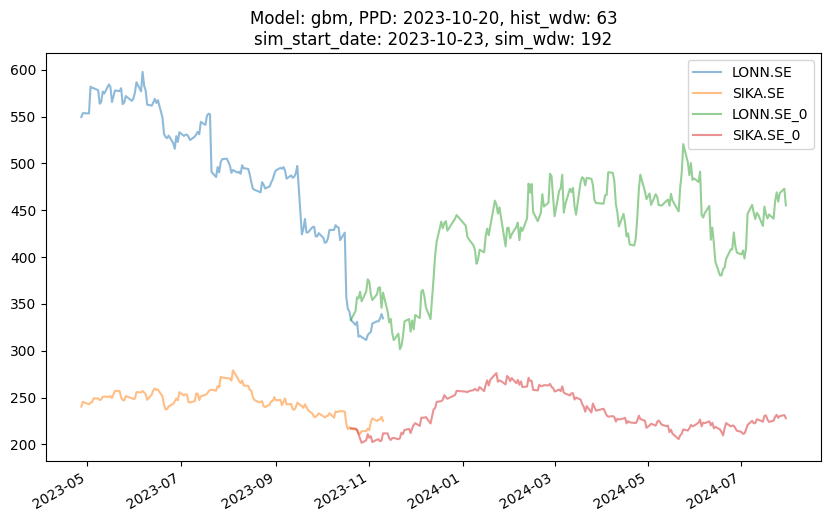 Model: gbm, PPD: 2023-10-20, hist_wdw: 63
sim_start_date: 2023-10-23, sim_wdw: 192
LONN.SE
SIKA.SE
LONN.SE_0
SIKA.SE_0
600
550
500
450
400
350
300
250
200
2023-05
2023-07
2023-09
2023-11
2024-01
2024-03
2024-05
2024-07